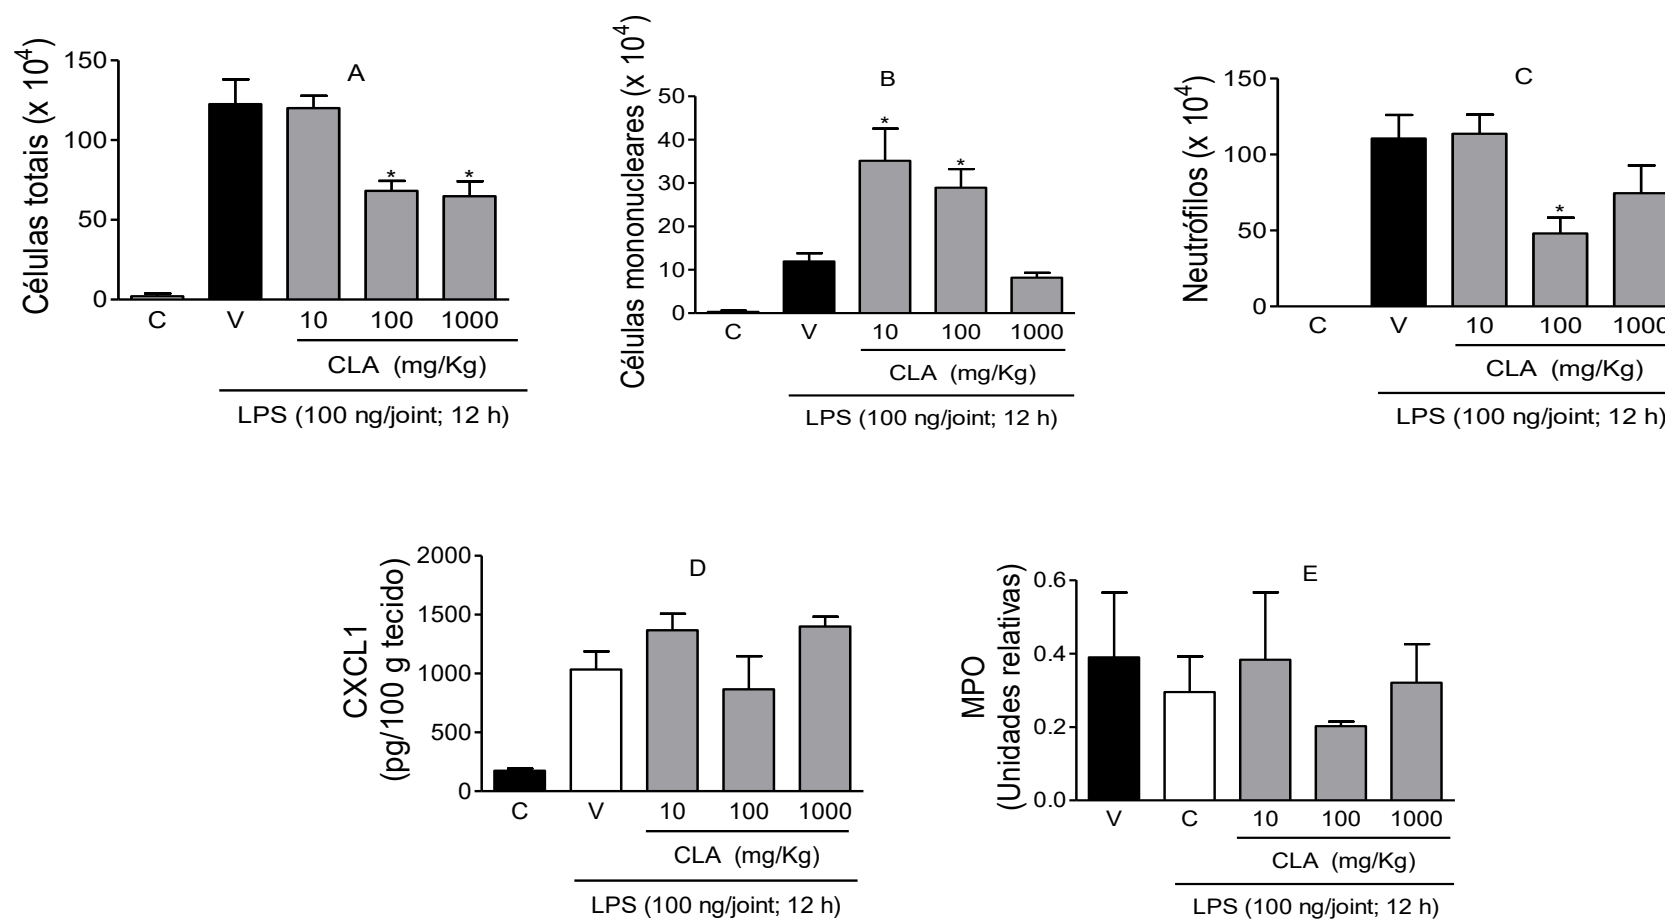 A
Células totais (x 10⁴)
150
100
50
0
C V 10 100 1000
* *
CLA (mg/Kg)
LPS (100 ng/joint; 12 h)
B
Células mononucleares (x 10⁴)
50
40
30
20
10
0
* *
C V 10 100 1000
CLA (mg/Kg)
LPS (100 ng/joint; 12 h)
C
Neutrófilos (x 10⁴)
150
100
50
0
*
C V 10 100 1000
CLA (mg/Kg)
LPS (100 ng/joint; 12 h)
D
CXCL1
(pg/100 g tecido)
2000
1500
1000
500
0
C V 10 100 1000
CLA (mg/Kg)
LPS (100 ng/joint; 12 h)
E
MPO
(Unidades relativas)
0.6
0.4
0.2
0.0
V C 10 100 1000
CLA (mg/Kg)
LPS (100 ng/joint; 12 h)